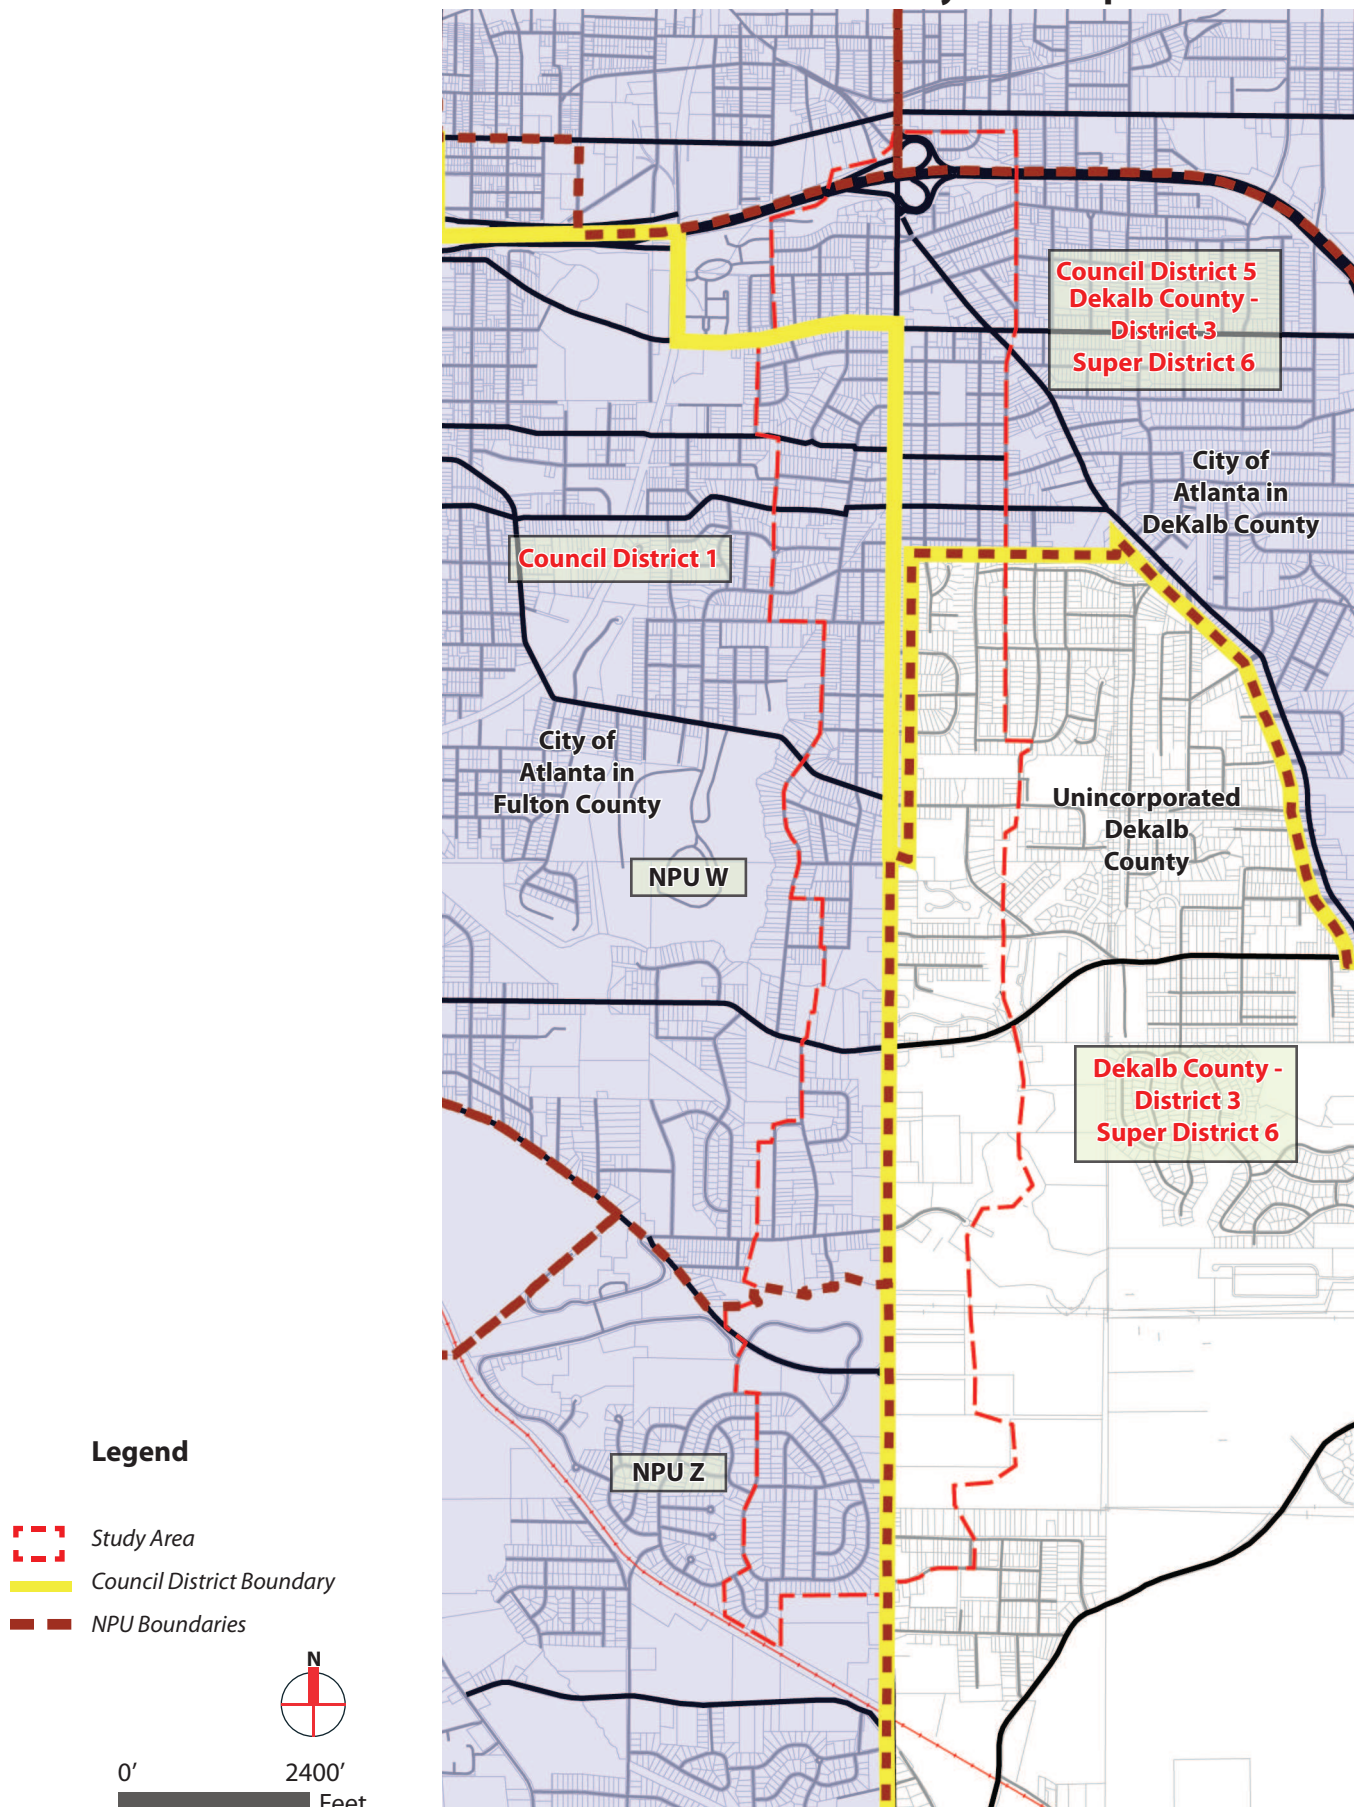 Council District 5
Dekalb County -
District 3
Super District 6
City of
Atlanta in
DeKalb County
Council District 1
City of
Atlanta in
Fulton County
Unincorporated
Dekalb
County
NPU W
Dekalb County -
District 3
Super District 6
NPU Z
Legend
Study Area
Council District Boundary
NPU Boundaries
N
0’
2400’
Feet